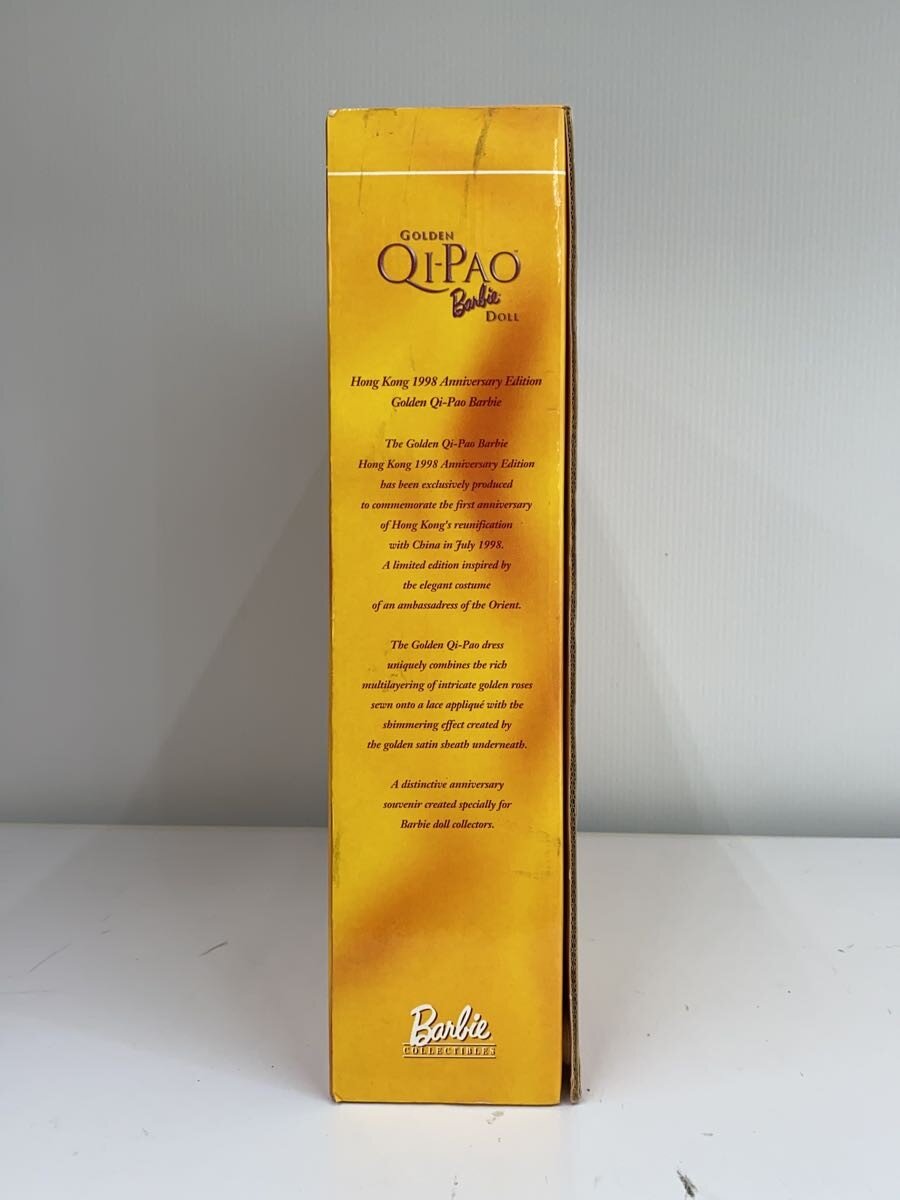 GOLDEN
QI-PAO™
Barbie
DOLL
Hong Kong 1998 Anniversary Edition
Golden Qi-Pao Barbie
The Golden Qi-Pao Barbie
Hong Kong 1998 Anniversary Edition
has been exclusively produced
to commemorate the first anniversary
of Hong Kong's reunification
with China in July 1998.
A limited edition inspired by
the elegant costume
of an ambassadress of the Orient.
The Golden Qi-Pao dress
uniquely combines the rich
multilayering of intricate golden roses
sewn onto a lace appliqué with the
shimmering effect created by
the golden satin sheath underneath.
A distinctive anniversary
souvenir created specially for
Barbie doll collectors.
Barbie
COLLECTIBLES